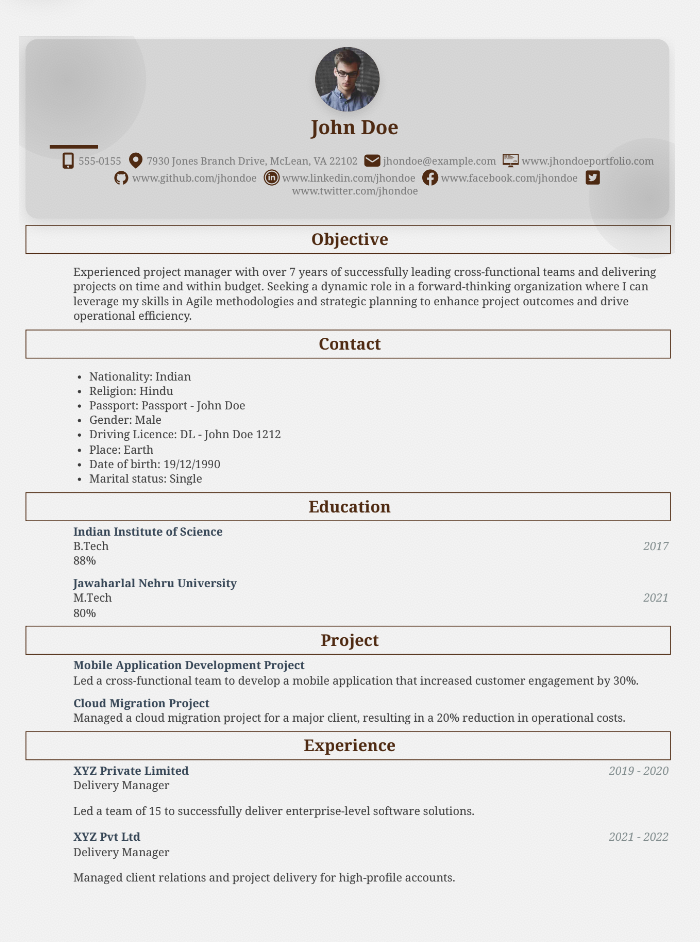 John Doe
555-0155 7930 Jones Branch Drive, McLean, VA 22102 jhondoe@example.com www.jhondoeportfolio.com
www.github.com/jhondoe www.linkedin.com/jhondoe www.facebook.com/jhondoe
www.twitter.com/jhondoe
Objective
Experienced project manager with over 7 years of successfully leading cross-functional teams and delivering
projects on time and within budget. Seeking a dynamic role in a forward-thinking organization where I can
leverage my skills in Agile methodologies and strategic planning to enhance project outcomes and drive
operational efficiency.
Contact
• Nationality: Indian
• Religion: Hindu
• Passport: Passport - John Doe
• Gender: Male
• Driving Licence: DL - John Doe 1212
• Place: Earth
• Date of birth: 19/12/1990
• Marital status: Single
Education
Indian Institute of Science
B.Tech 2017
88%
Jawaharlal Nehru University
M.Tech 2021
80%
Project
Mobile Application Development Project
Led a cross-functional team to develop a mobile application that increased customer engagement by 30%.
Cloud Migration Project
Managed a cloud migration project for a major client, resulting in a 20% reduction in operational costs.
Experience
XYZ Private Limited 2019 - 2020
Delivery Manager
Led a team of 15 to successfully deliver enterprise-level software solutions.
XYZ Pvt Ltd 2021 - 2022
Delivery Manager
Managed client relations and project delivery for high-profile accounts.